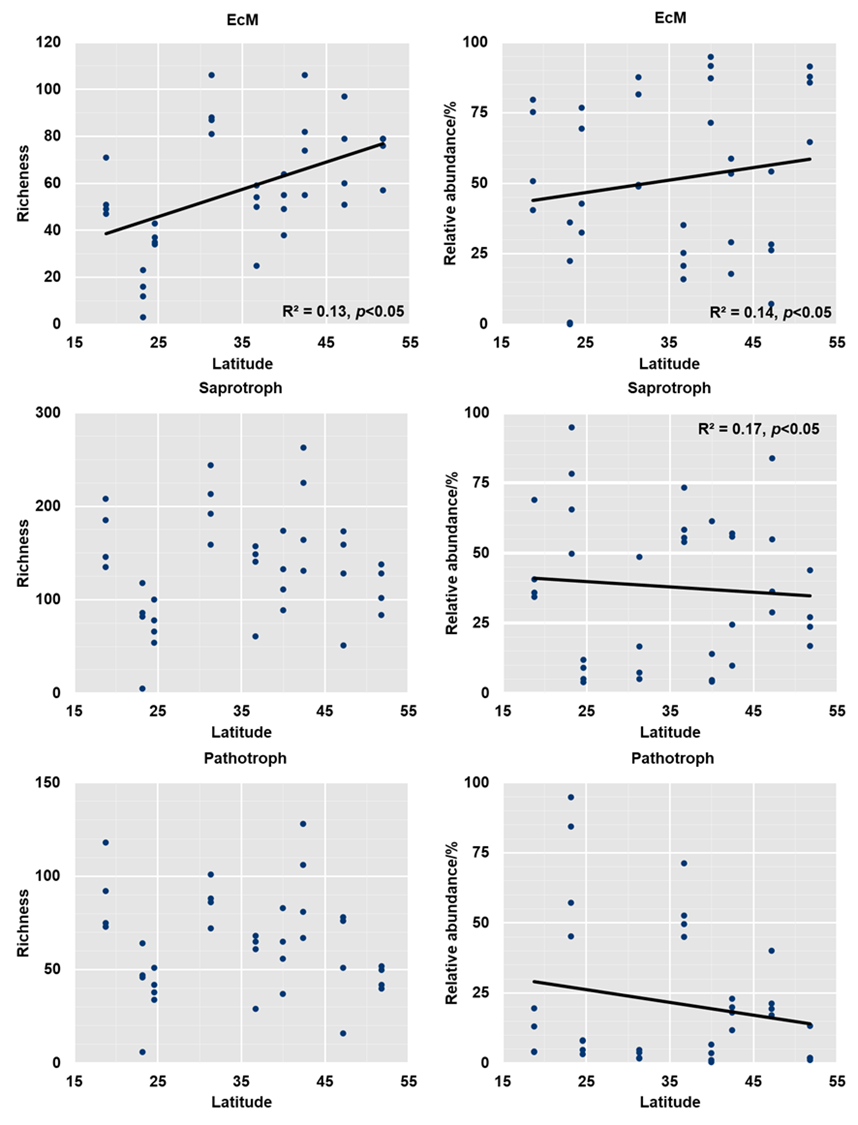 EcM
120
100
80
60
40
20
0
Richeness
R² = 0.13, p<0.05
15 25 35 45 55
Latitude
EcM
100
75
50
25
0
Relative abundance/%
R² = 0.14, p<0.05
15 25 35 45 55
Latitude
Saprotroph
300
200
100
0
Richness
15 25 35 45 55
Latitude
Saprotroph
R² = 0.17, p<0.05
100
75
50
25
0
Relative abundance/%
15 25 35 45 55
Latitude
Pathotroph
150
100
50
0
Richness
15 25 35 45 55
Latitude
Pathotroph
100
75
50
25
0
Relative abundance/%
15 25 35 45 55
Latitude